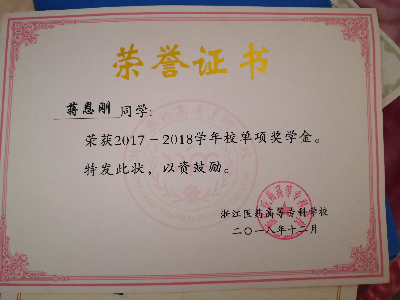 荣誉证书
蒋恩刚 同学:
荣获2017-2018学年校单项奖学金。
特发此状，以资鼓励。
浙江医药高等专科学校
二〇一八年十二月